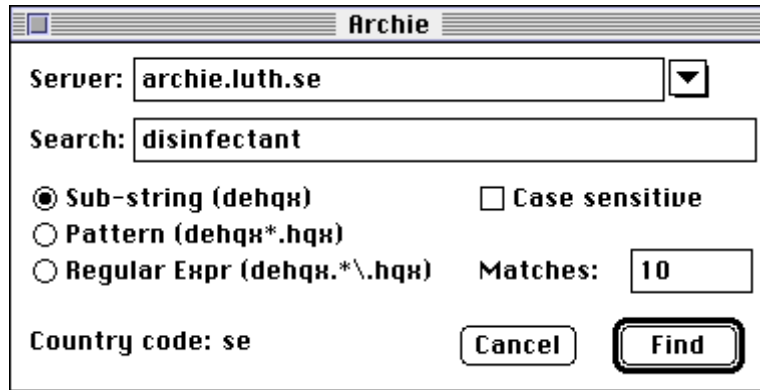 Archie
Server: archie.luth.se
Search: disinfectant
Sub-string (dehqx) Case sensitive
Pattern (dehqx*.hqx)
Regular Expr (dehqx.*\.hqx) Matches: 10
Country code: se Cancel Find